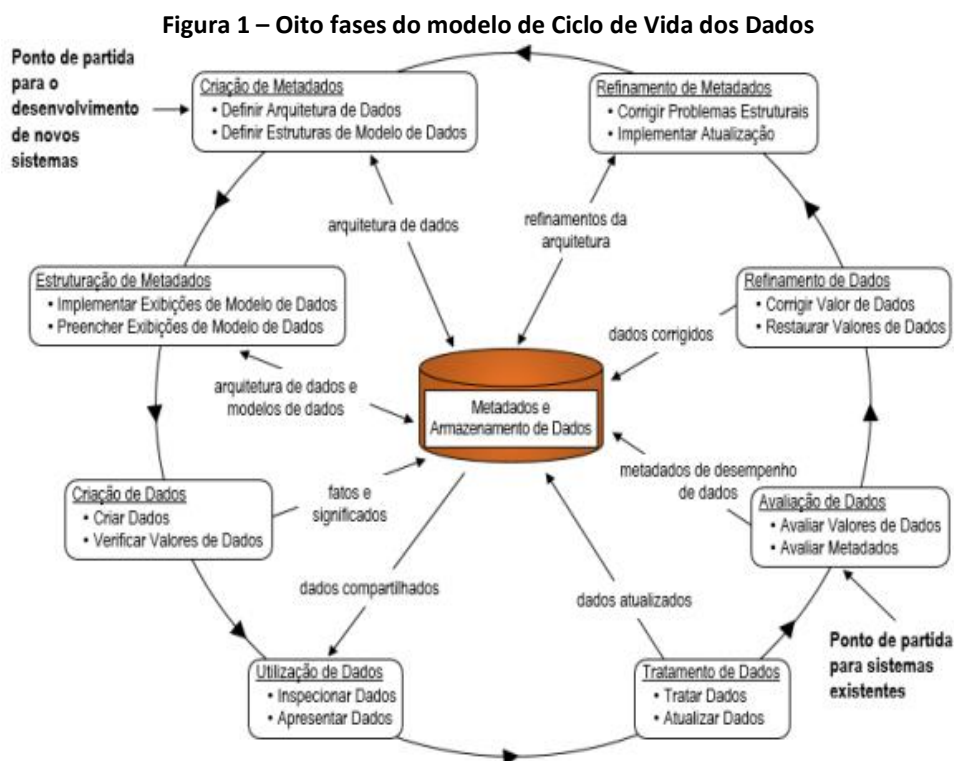 Figura 1 – Oito fases do modelo de Ciclo de Vida dos Dados
Ponto de partida
para o
desenvolvimento
de novos
sistemas
Criação de Metadados
• Definir Arquitetura de Dados
• Definir Estruturas de Modelo de Dados
Refinamento de Metadados
• Corrigir Problemas Estruturais
• Implementar Atualização
arquitetura de dados
refinamentos da
arquitetura
Estruturação de Metadados
• Implementar Exibições de Modelo de Dados
• Preencher Exibições de Modelo de Dados
Refinamento de Dados
• Corrigir Valor de Dados
• Restaurar Valores de Dados
dados corrigidos
arquitetura de dados e
modelos de dados
Metadados e
Armazenamento de Dados
metadados de desempenho
de dados
Criação de Dados
• Criar Dados
• Verificar Valores de Dados
fatos e
significados
Avaliação de Dados
• Avaliar Valores de Dados
• Avaliar Metadados
dados compartilhados
dados atualizados
Ponto de partida
para sistemas
existentes
Utilização de Dados
• Inspecionar Dados
• Apresentar Dados
Tratamento de Dados
• Tratar Dados
• Atualizar Dados